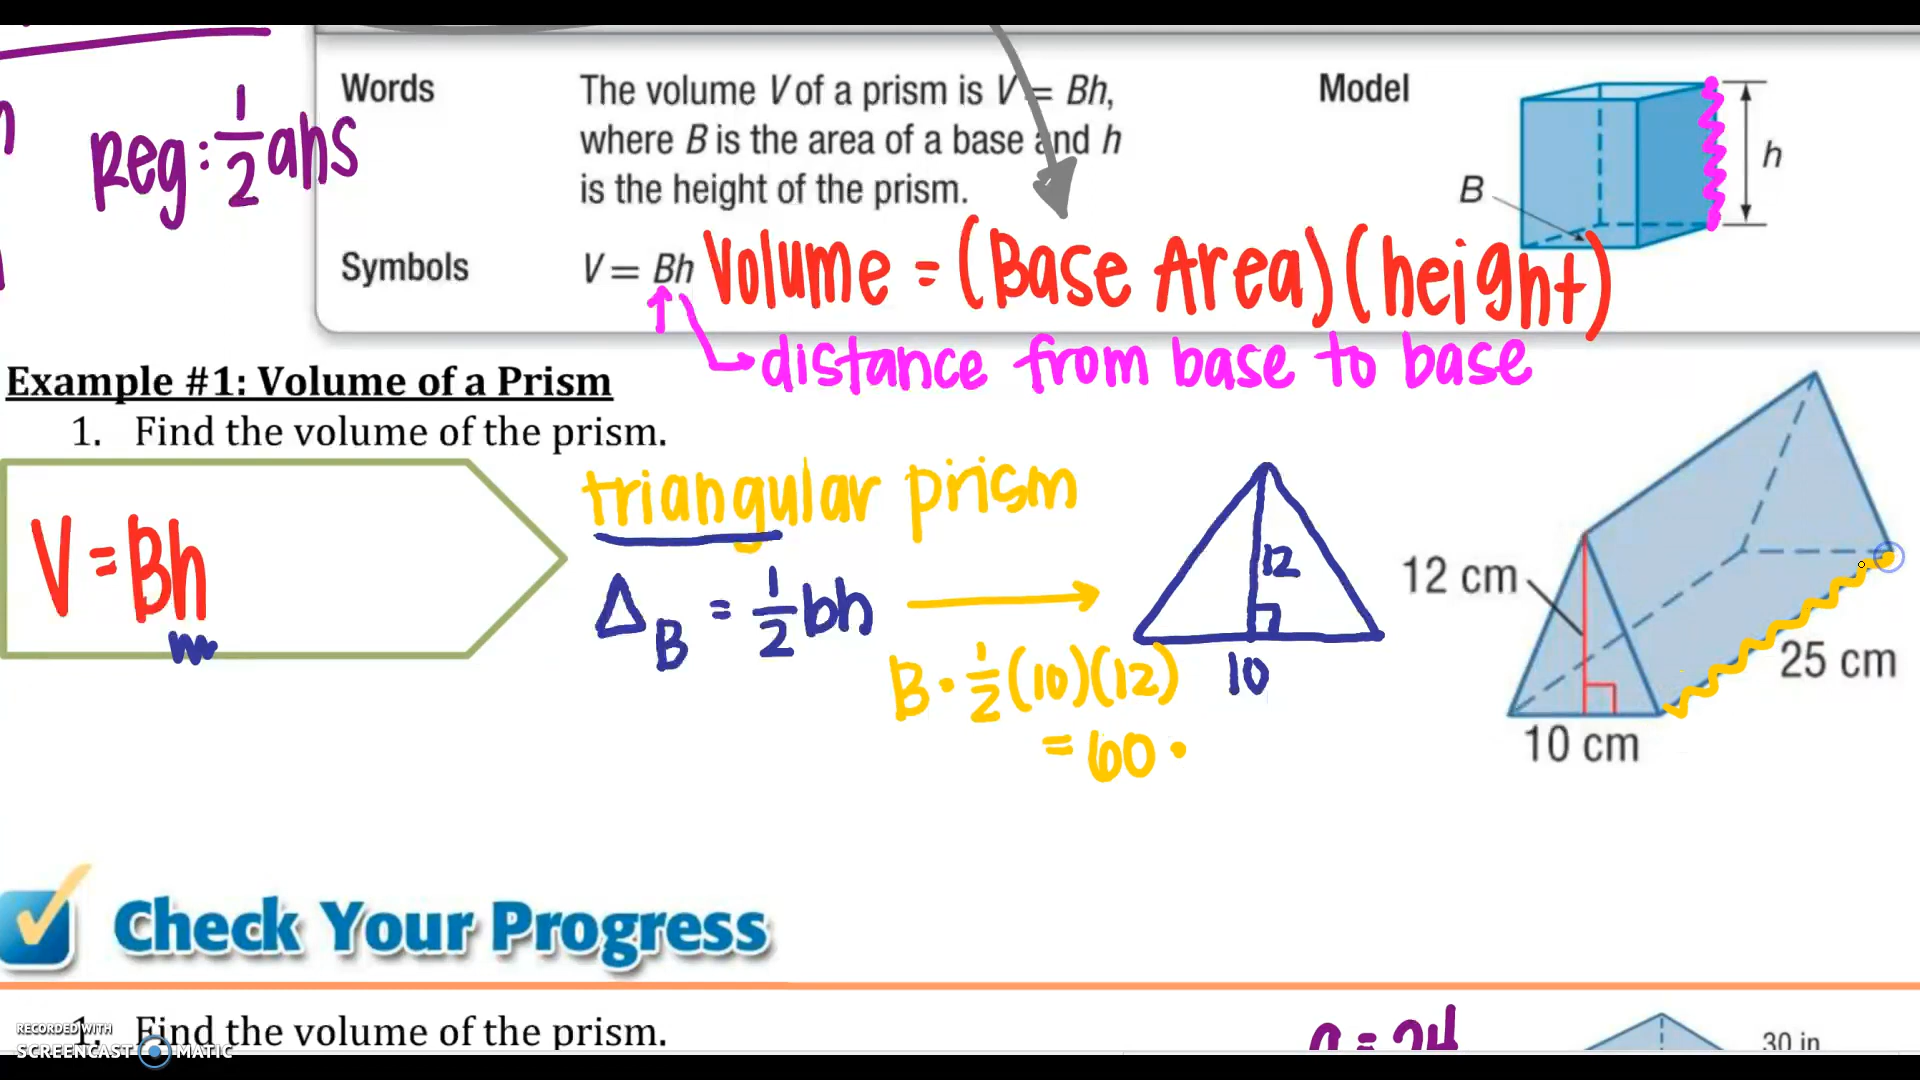 Words
The volume V of a prism is V = Bh,
where B is the area of a base and h
is the height of the prism.
Model
h
B
Reg: 1/2 ans
Symbols
V = Bh
Volume = (Base Area)(height)
distance from base to base
Example #1: Volume of a Prism
1. Find the volume of the prism.
V = Bh
triangular prism
△B = 1/2 bh
12
10
B · 1/2 (10)(12)
= 60 ·
12 cm
25 cm
10 cm
Check Your Progress
1. Find the volume of the prism.
30 in
RECORDED WITH
SCREENCAST MATIC